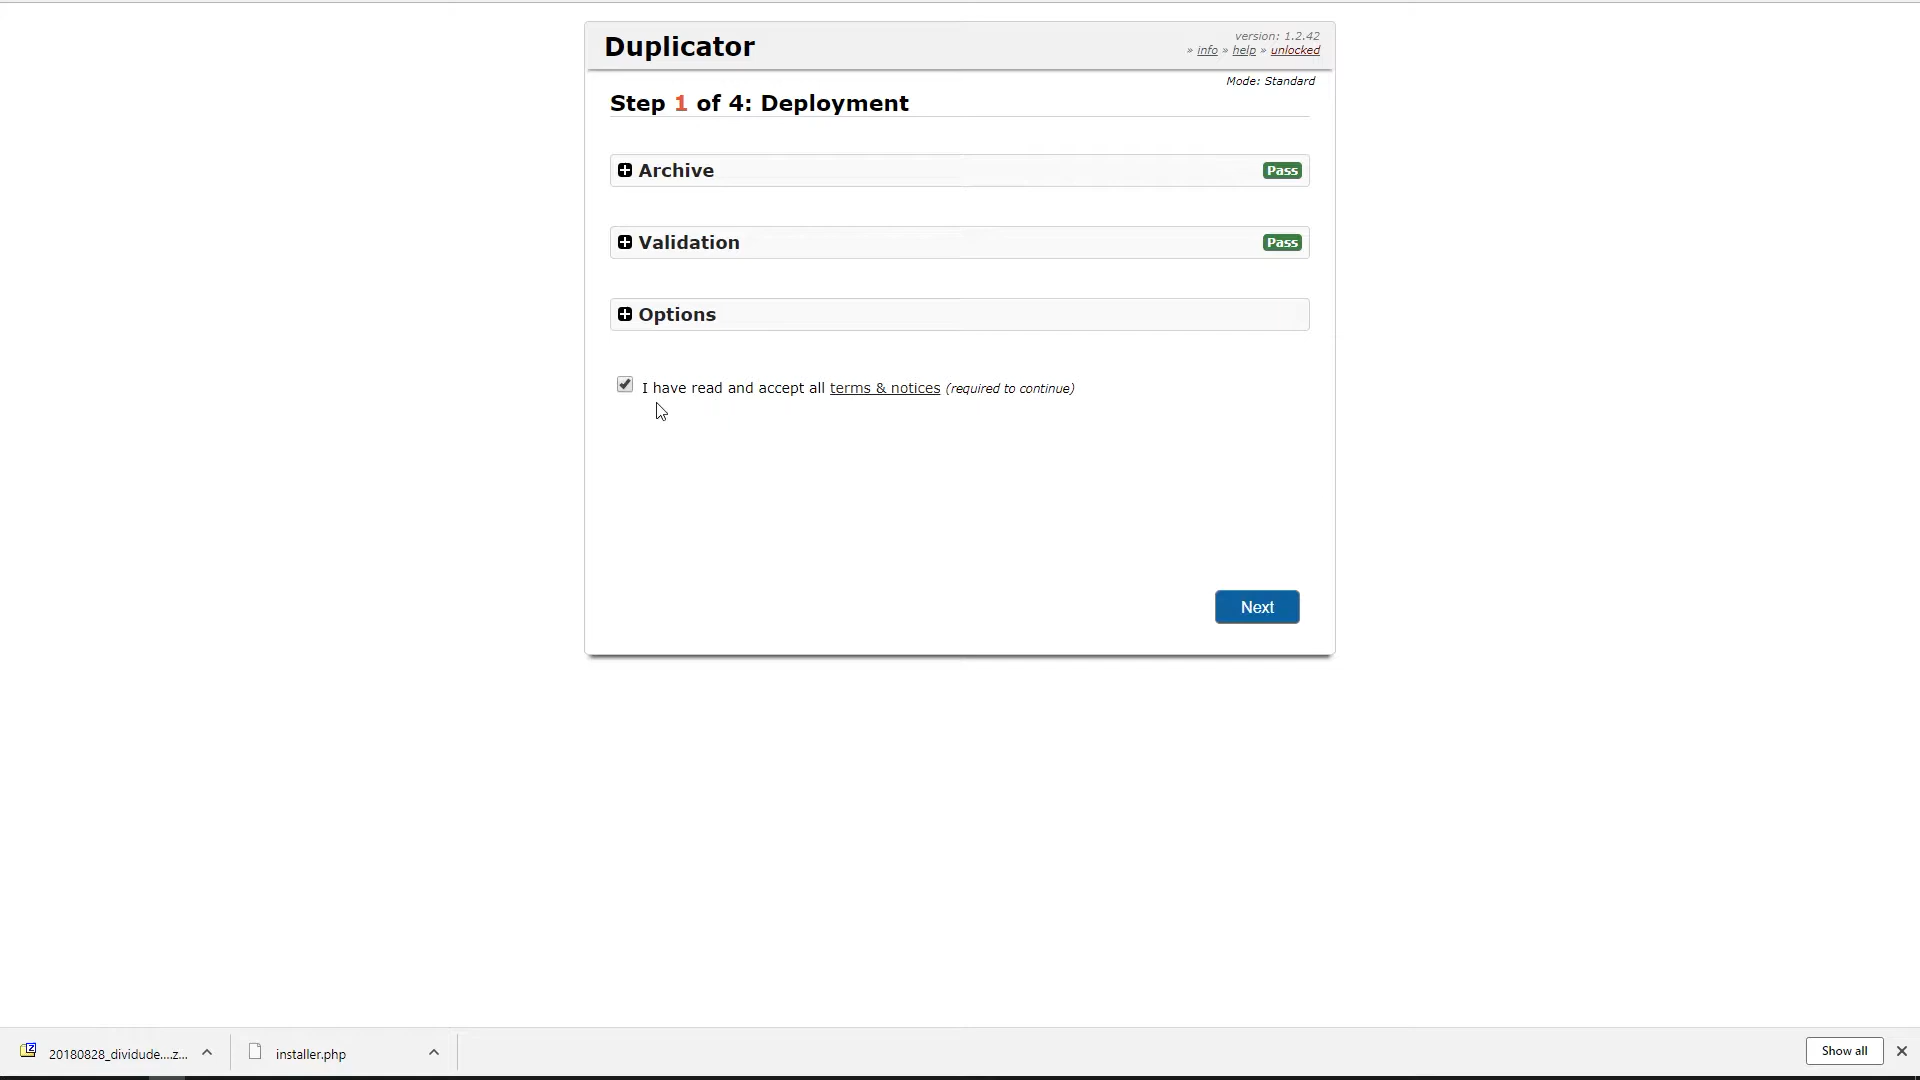 Duplicator
version: 1.2.42
» info » help » unlocked
Mode: Standard
Step 1 of 4: Deployment
Archive
Pass
Validation
Pass
Options
I have read and accept all terms & notices (required to continue)
Next
20180828_dividude....z...
installer.php
Show all